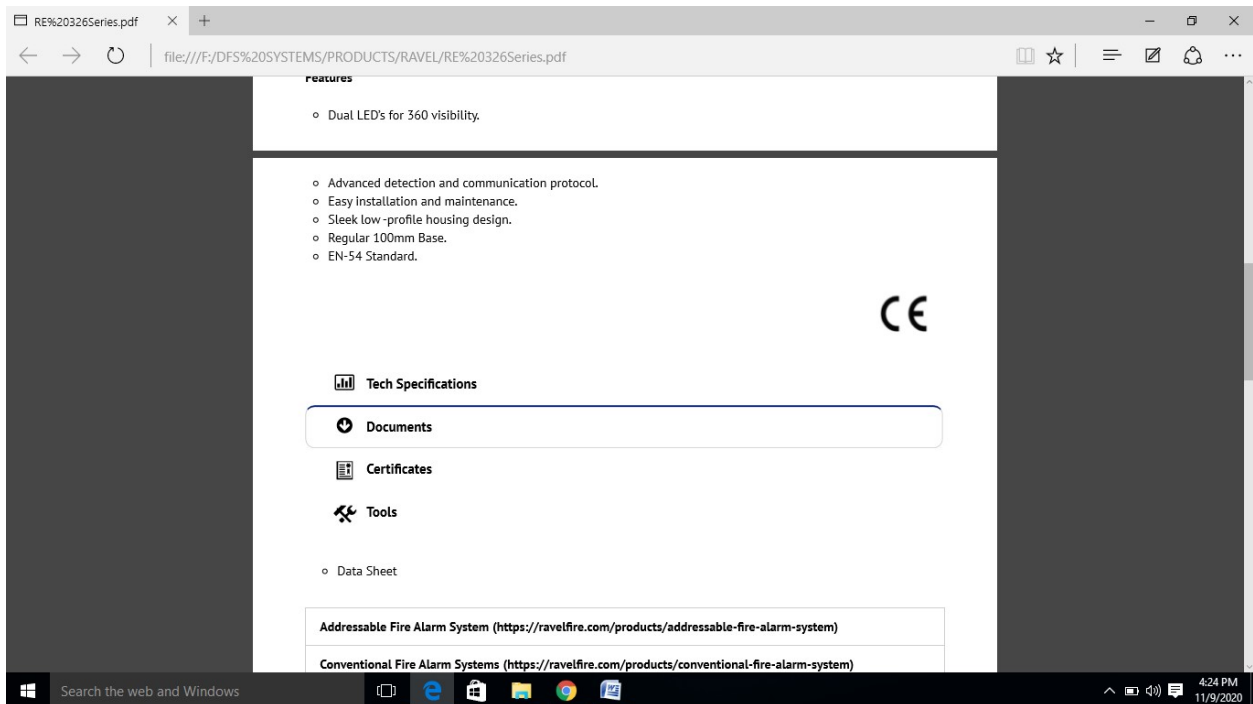 RE%20326Series.pdf
file:///F:/DFS%20SYSTEMS/PRODUCTS/RAVEL/RE%20326Series.pdf
Features
Dual LED's for 360 visibility.
Advanced detection and communication protocol.
Easy installation and maintenance.
Sleek low -profile housing design.
Regular 100mm Base.
EN-54 Standard.
CE
Tech Specifications
Documents
Certificates
Tools
Data Sheet
Addressable Fire Alarm System (https://ravelfire.com/products/addressable-fire-alarm-system)
Conventional Fire Alarm Systems (https://ravelfire.com/products/conventional-fire-alarm-system)
Search the web and Windows
4:24 PM
11/9/2020